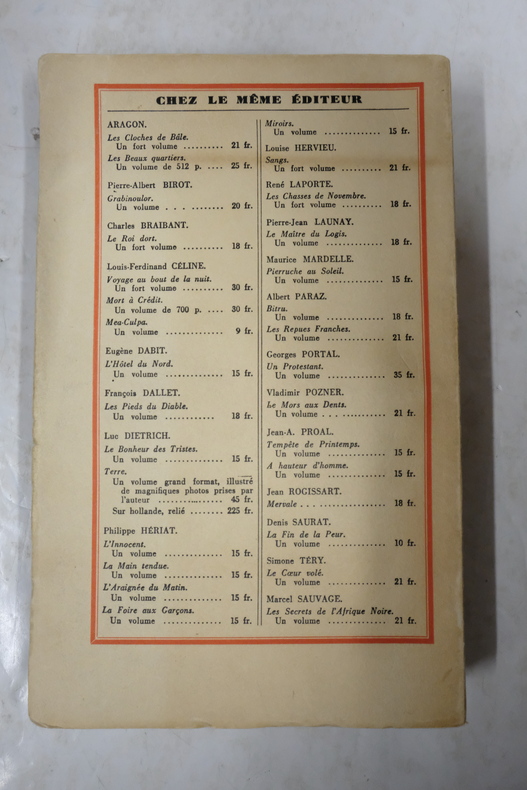 CHEZ LE MÊME ÉDITEUR
ARAGON.
Les Cloches de Bâle.
Un fort volume .......... 21 fr.
Les Beaux quartiers.
Un volume de 512 p. .... 25 fr.
Pierre-Albert BIROT.
Grabinoulor.
Un volume . . . ........ 20 fr.
Charles BRAIBANT.
Le Roi dort.
Un fort volume .......... 18 fr.
Louis-Ferdinand CÉLINE.
Voyage au bout de la nuit.
Un fort volume .......... 30 fr.
Mort à Crédit.
Un volume de 700 p. .... 30 fr.
Mea-Culpa.
Un volume ............. 9 fr.
Eugène DABIT.
L'Hôtel du Nord.
Un volume ............. 15 fr.
François DALLET.
Les Pieds du Diable.
Un volume ........... 18 fr.
Luc DIETRICH.
Le Bonheur des Tristes.
Un volume ............. 15 fr.
Terre.
Un volume grand format, illustré
de magnifiques photos prises par
l'auteur .............. 45 fr.
Sur hollande, relié ....... 225 fr.
Philippe HÉRIAT.
L'Innocent.
Un volume ............. 15 fr.
La Main tendue.
Un volume ............. 15 fr.
L'Araignée du Matin.
Un volume ............. 15 fr.
La Foire aux Garçons.
Un volume ............. 15 fr.
Miroirs.
Un volume .............. 15 fr.
Louise HERVIEU.
Sangs.
Un fort volume ........... 21 fr.
René LAPORTE.
Les Chasses de Novembre.
Un fort volume ........... 18 fr.
Pierre-Jean LAUNAY.
Le Maître du Logis.
Un volume .............. 18 fr.
Maurice MARDELLE.
Pierruche au Soleil.
Un volume .............. 15 fr.
Albert PARAZ.
Bitru.
Un volume .............. 18 fr.
Les Repues Franches.
Un volume .............. 21 fr.
Georges PORTAL.
Un Protestant.
Un volume .............. 35 fr.
Vladimir POZNER.
Le Mors aux Dents.
Un volume . . . ........... 21 fr.
Jean-A. PROAL.
Tempête de Printemps.
Un volume .............. 15 fr.
A hauteur d'homme.
Un volume .............. 15 fr.
Jean ROGISSART.
Mervale . . . .............. 18 fr.
Denis SAURAT.
La Fin de la Peur.
Un volume .............. 10 fr.
Simone TÉRY.
Le Cœur volé.
Un volume .............. 21 fr.
Marcel SAUVAGE.
Les Secrets de l'Afrique Noire.
Un volume .............. 21 fr.